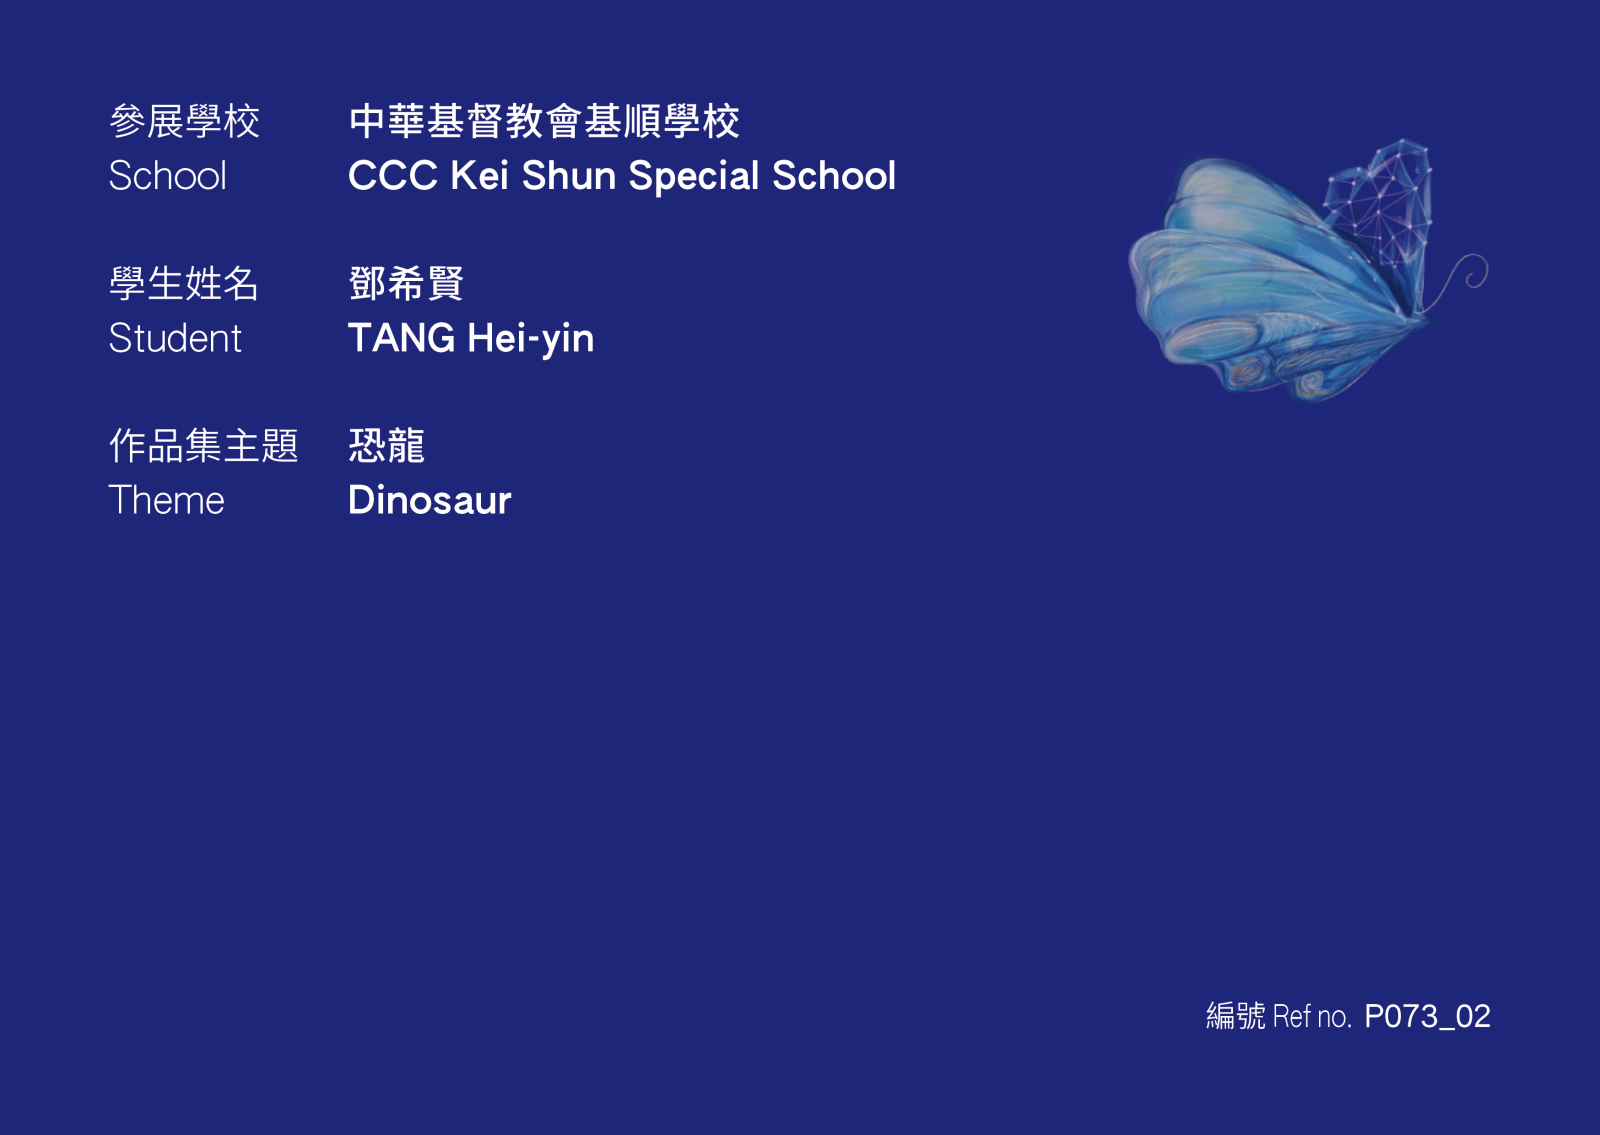 參展學校 中華基督教會基順學校
School CCC Kei Shun Special School
學生姓名 鄧希賢
Student TANG Hei-yin
作品集主題 恐龍
Theme Dinosaur
編號 Ref no. P073_02